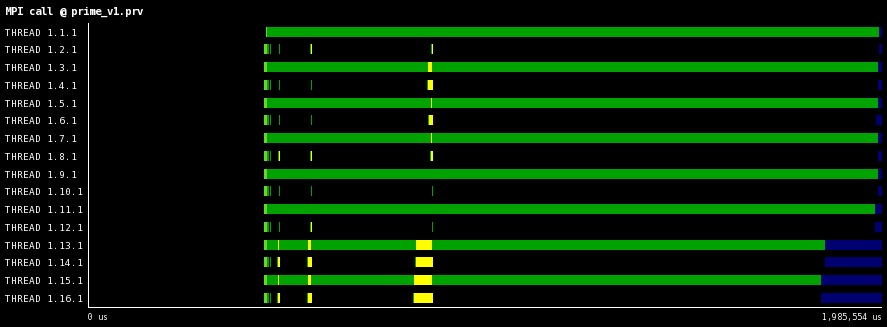 MPI call @ prime_v1.prv
THREAD 1.1.1
THREAD 1.2.1
THREAD 1.3.1
THREAD 1.4.1
THREAD 1.5.1
THREAD 1.6.1
THREAD 1.7.1
THREAD 1.8.1
THREAD 1.9.1
THREAD 1.10.1
THREAD 1.11.1
THREAD 1.12.1
THREAD 1.13.1
THREAD 1.14.1
THREAD 1.15.1
THREAD 1.16.1
0 us 1,985,554 us